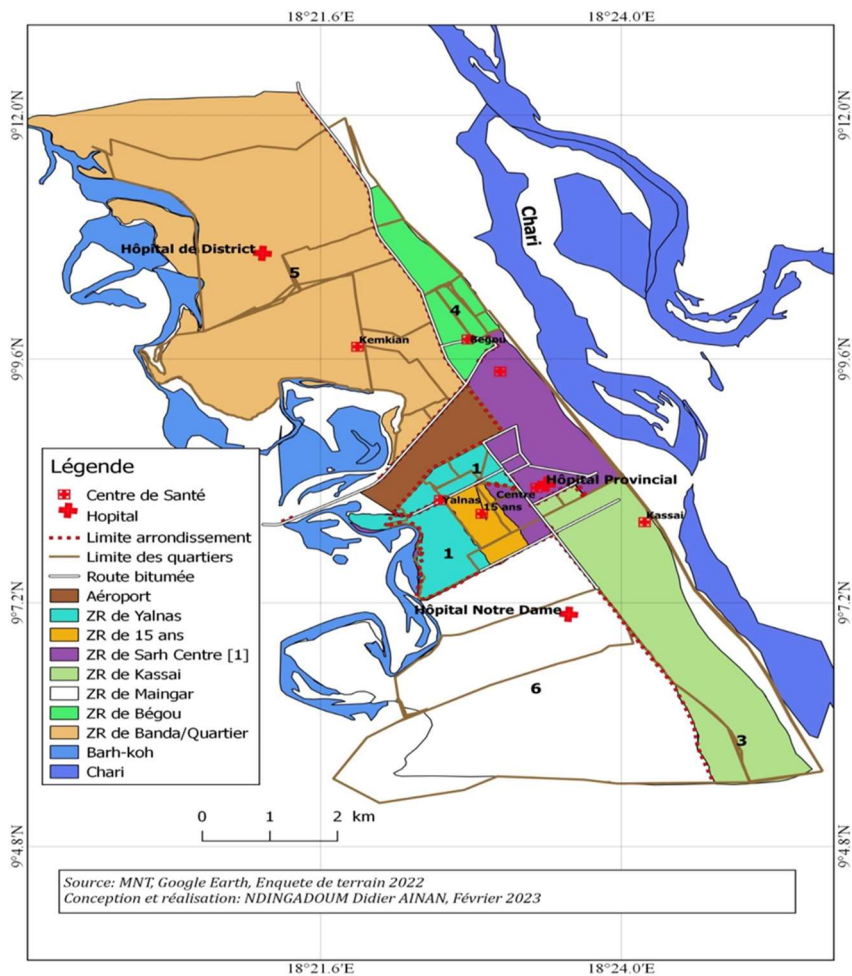 18°21.6'E
18°24.0'E
9°12.0'N
9°12.0'N
Chari
Hôpital de District
5
4
Kemkian
Bégou
9°9.6'N
9°9.6'N
Légende
Centre de Santé
Hopital
Limite arrondissement
Limite des quartiers
Route bitumée
Aéroport
ZR de Yalnas
ZR de 15 ans
ZR de Sarh Centre [1]
ZR de Kassai
ZR de Maingar
ZR de Bégou
ZR de Banda/Quartier
Barh-koh
Chari
1
Hôpital Provincial
Yalnas
Centre
15 ans
Kassai
1
9°7.2'N
9°7.2'N
Hôpital Notre Dame
6
3
0 1 2 km
9°4.8'N
9°4.8'N
Source: MNT, Google Earth, Enquete de terrain 2022
Conception et réalisation: NDINGADOUM Didier AINAN, Février 2023
18°21.6'E
18°24.0'E